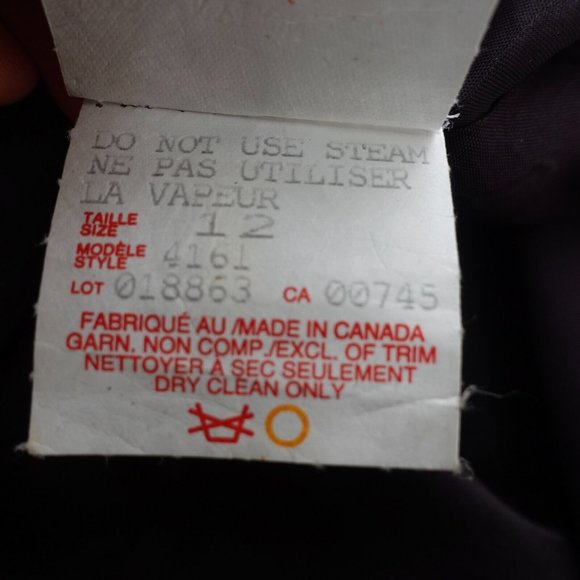 DO NOT USE STEAM
NE PAS UTILISER
LA VAPEUR
TAILLE
SIZE 12
MODÈLE
STYLE 4161
LOT 018863 CA 00745
FABRIQUÉ AU /MADE IN CANADA
GARN. NON COMP./EXCL. OF TRIM
NETTOYER À SEC SEULEMENT
DRY CLEAN ONLY